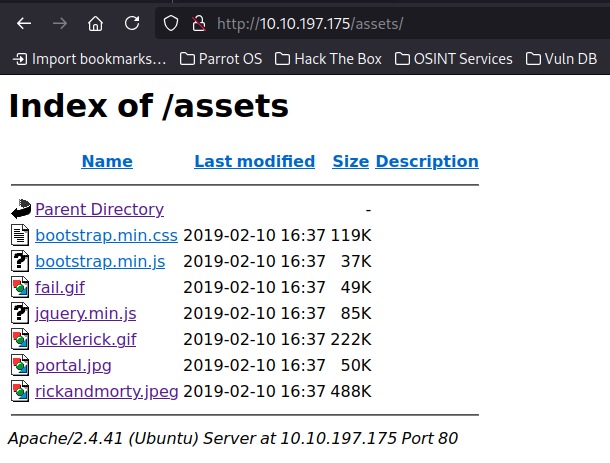 http://10.10.197.175/assets/
Import bookmarks… Parrot OS Hack The Box OSINT Services Vuln DB
Index of /assets
Name Last modified Size Description
Parent Directory -
bootstrap.min.css 2019-02-10 16:37 119K
bootstrap.min.js 2019-02-10 16:37 37K
fail.gif 2019-02-10 16:37 49K
jquery.min.js 2019-02-10 16:37 85K
picklerick.gif 2019-02-10 16:37 222K
portal.jpg 2019-02-10 16:37 50K
rickandmorty.jpeg 2019-02-10 16:37 488K
Apache/2.4.41 (Ubuntu) Server at 10.10.197.175 Port 80